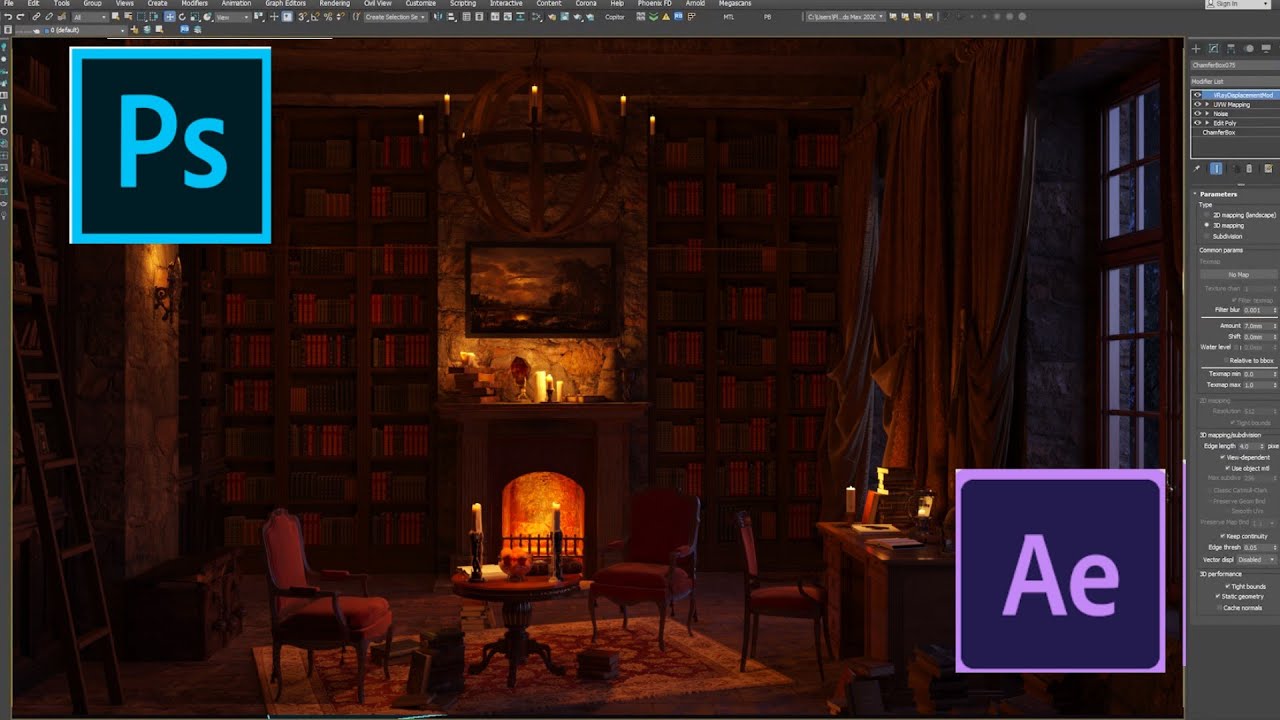 File Edit Tools Group Views Create Modifiers Animation Graph Editors Rendering Civil View Customize Scripting Interactive Content Corona Help Phoenix FD Arnold Megascans
Sign In
All
View
Create Selection Se
Copitor
MTL
PB
0 (default)
Ps
ChamferBox075
Modifier List
VRayDisplacementMod
UVW Mapping
Noise
Edit Poly
ChamferBox
Parameters
Type
2D mapping (landscape)
3D mapping
Subdivision
Common params
Texmap
No Map
Texture chan 1
Filter texmap
Filter blur 0.001
Amount 7.0mm
Shift 0.0mm
Water level 0.0mm
Relative to bbox
Texmap min 0.0
Texmap max 1.0
2D mapping
Resolution 512
Tight bounds
3D mapping/subdivision
Edge length 4.0 pixe
View-dependent
Use object mtl
Max subdivs 256
Classic Catmull-Clark
Smooth UVs
Preserve Map Bnd
Keep continuity
Edge thresh 0.05
Vector displ Disabled
3D performance
Tight bounds
Static geometry
Cache normals
Ae